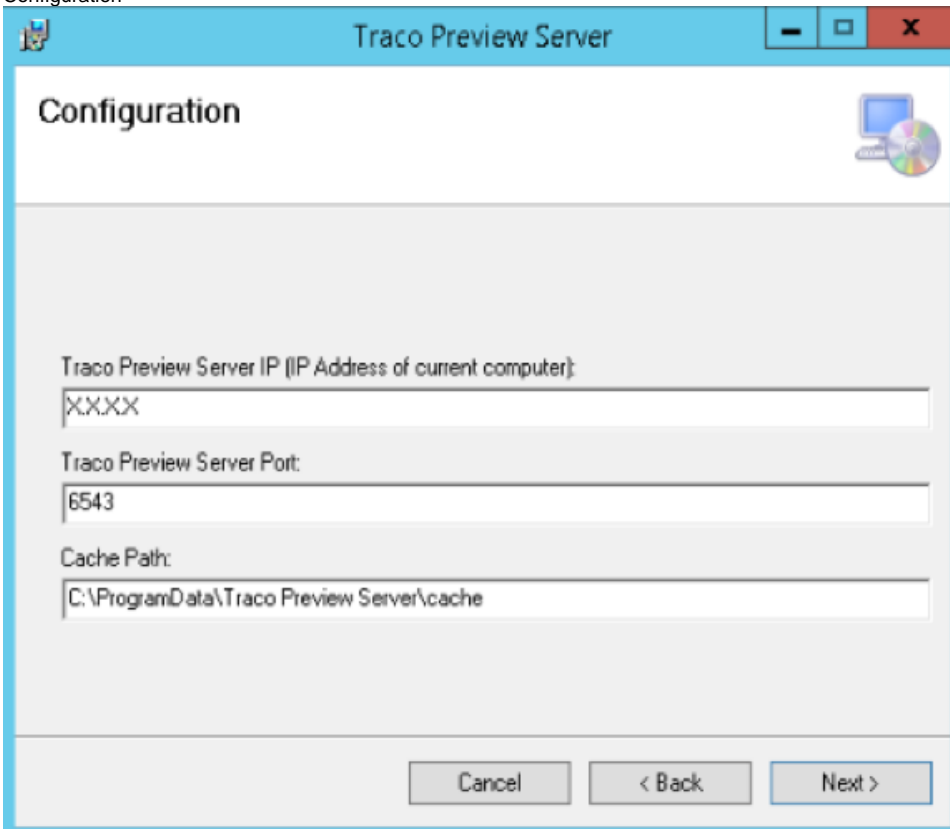 Configuration
Traco Preview Server
Configuration
Traco Preview Server IP (IP Address of current computer):
X.X.X.X
Traco Preview Server Port:
6543
Cache Path:
C:\ProgramData\Traco Preview Server\cache
Cancel
< Back
Next >